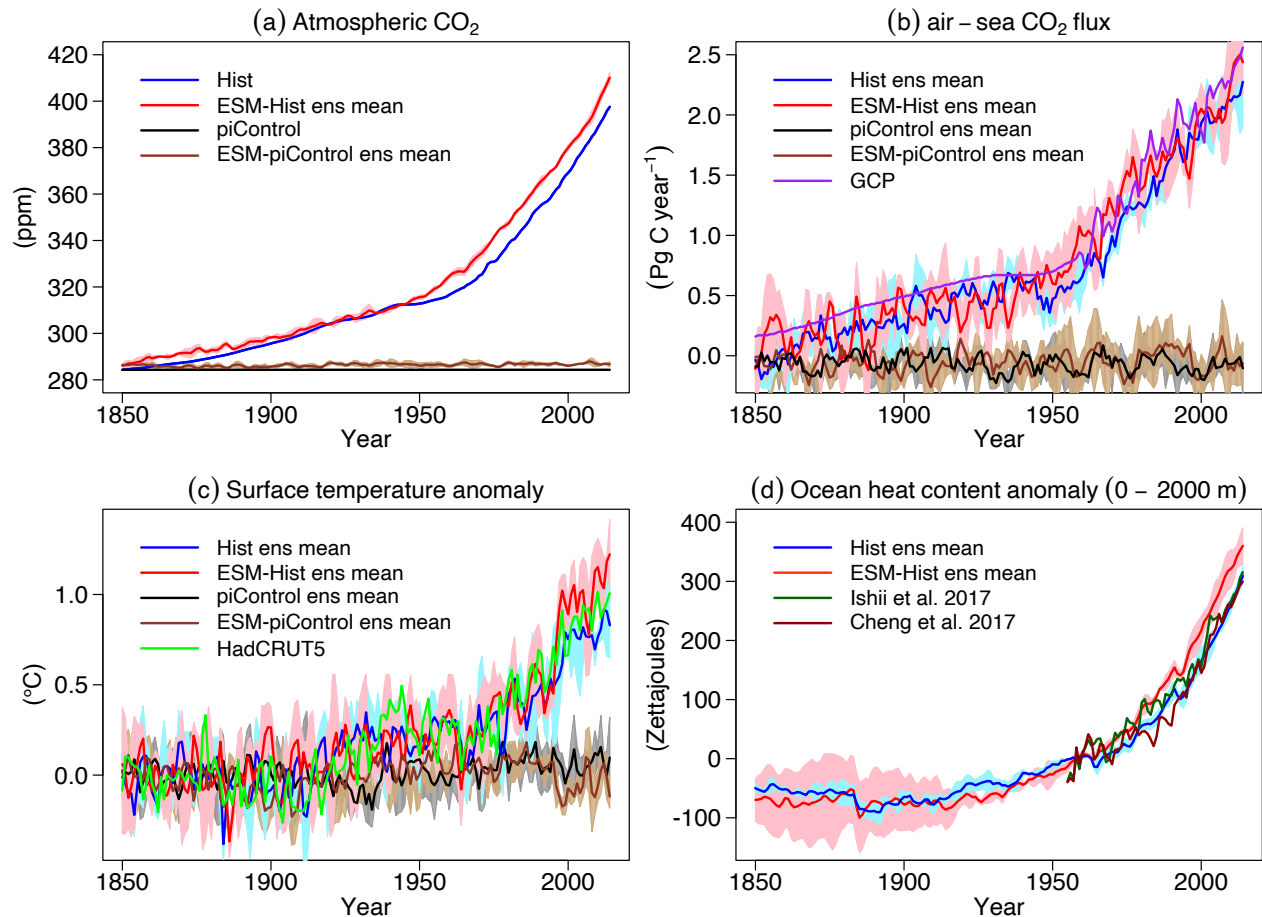 (a) Atmospheric CO₂
420
400
380
360
340
320
300
280
(ppm)
Hist
ESM-Hist ens mean
piControl
ESM-piControl ens mean
1850 1900 1950 2000
Year
(b) air – sea CO₂ flux
2.5
2.0
1.5
1.0
0.5
0.0
(Pg C year⁻¹)
Hist ens mean
ESM-Hist ens mean
piControl ens mean
ESM-piControl ens mean
GCP
1850 1900 1950 2000
Year
(c) Surface temperature anomaly
1.0
0.5
0.0
(°C)
Hist ens mean
ESM-Hist ens mean
piControl ens mean
ESM-piControl ens mean
HadCRUT5
1850 1900 1950 2000
Year
(d) Ocean heat content anomaly (0 – 2000 m)
400
300
200
100
0
-100
(Zettajoules)
Hist ens mean
ESM-Hist ens mean
Ishii et al. 2017
Cheng et al. 2017
1850 1900 1950 2000
Year